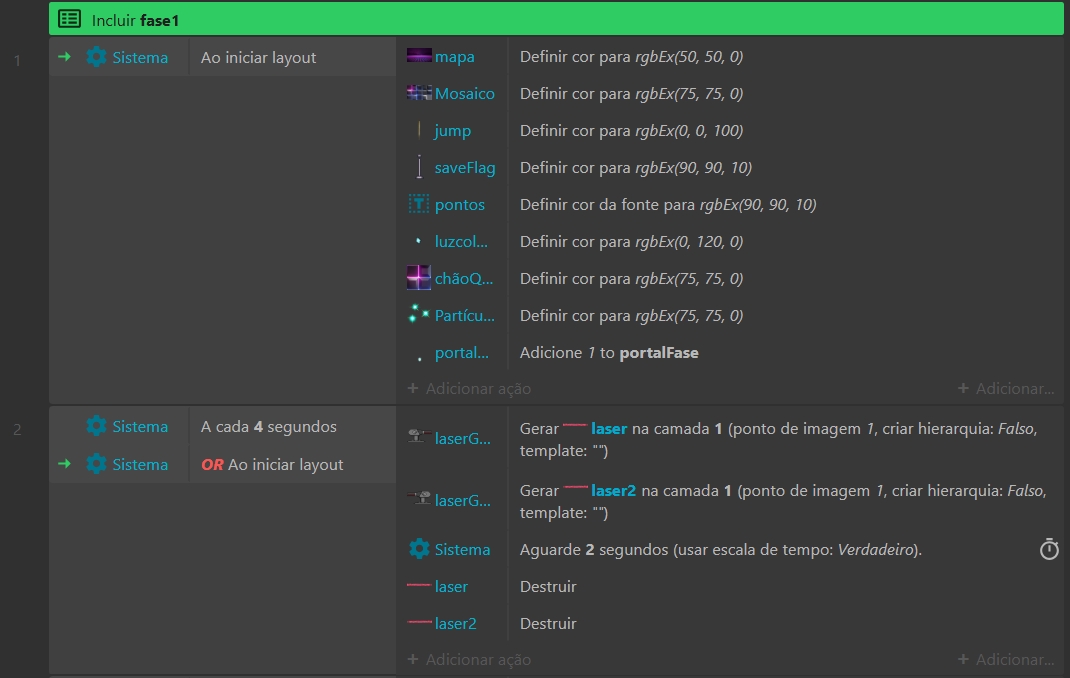 Incluir fase1
1
Sistema
Ao iniciar layout
mapa
Definir cor para rgbEx(50, 50, 0)
Mosaico
Definir cor para rgbEx(75, 75, 0)
jump
Definir cor para rgbEx(0, 0, 100)
saveFlag
Definir cor para rgbEx(90, 90, 10)
pontos
Definir cor da fonte para rgbEx(90, 90, 10)
luzcol...
Definir cor para rgbEx(0, 120, 0)
chãoQ...
Definir cor para rgbEx(75, 75, 0)
Partícu...
Definir cor para rgbEx(75, 75, 0)
portal...
Adicione 1 to portalFase
+ Adicionar ação
+ Adicionar...
2
Sistema
A cada 4 segundos
Sistema
OR Ao iniciar layout
laserG...
Gerar laser na camada 1 (ponto de imagem 1, criar hierarquia: Falso,
template: "")
laserG...
Gerar laser2 na camada 1 (ponto de imagem 1, criar hierarquia: Falso,
template: "")
Sistema
Aguarde 2 segundos (usar escala de tempo: Verdadeiro).
laser
Destruir
laser2
Destruir
+ Adicionar ação
+ Adicionar...